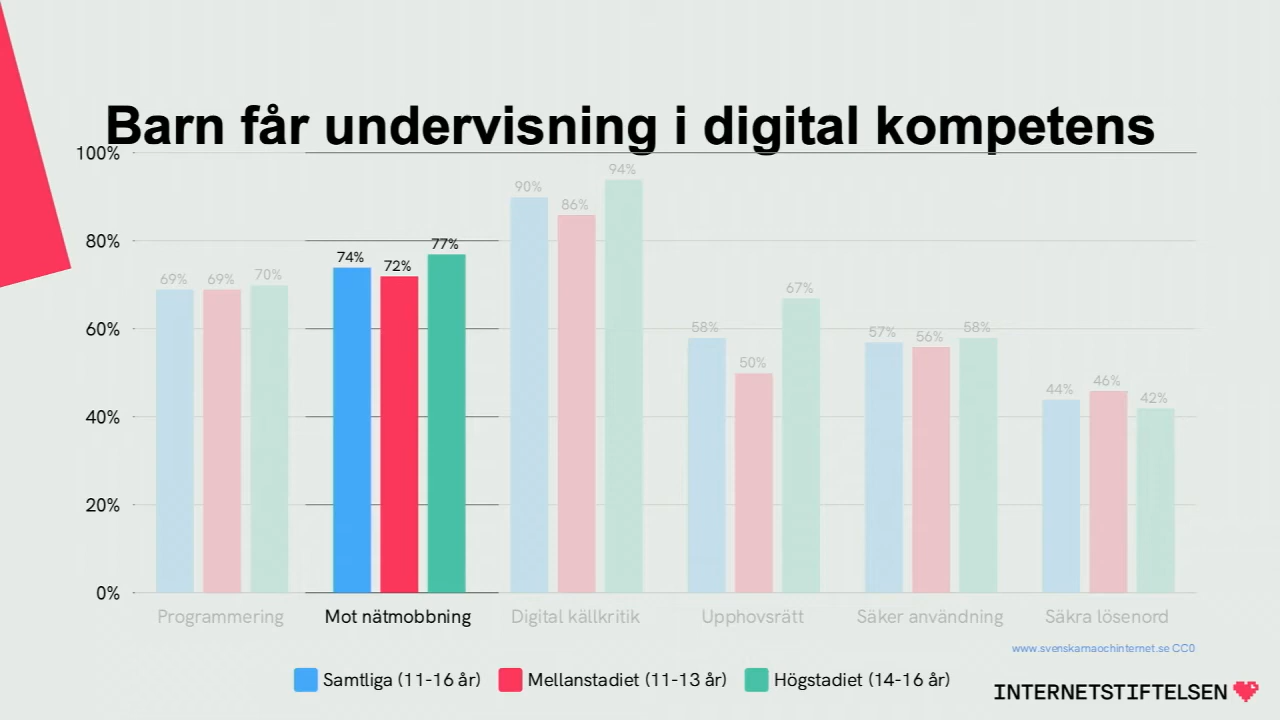 Barn får undervisning i digital kompetens
100%
80%
60%
40%
20%
0%
69% 69% 70%
74% 72% 77%
90% 86% 94%
58% 50% 67%
57% 56% 58%
44% 46% 42%
Programmering Mot nätmobbning Digital källkritik Upphovsrätt Säker användning Säkra lösenord
www.svenskarnaochinternet.se CC0
Samtliga (11-16 år) Mellanstadiet (11-13 år) Högstadiet (14-16 år)
INTERNETSTIFTELSEN